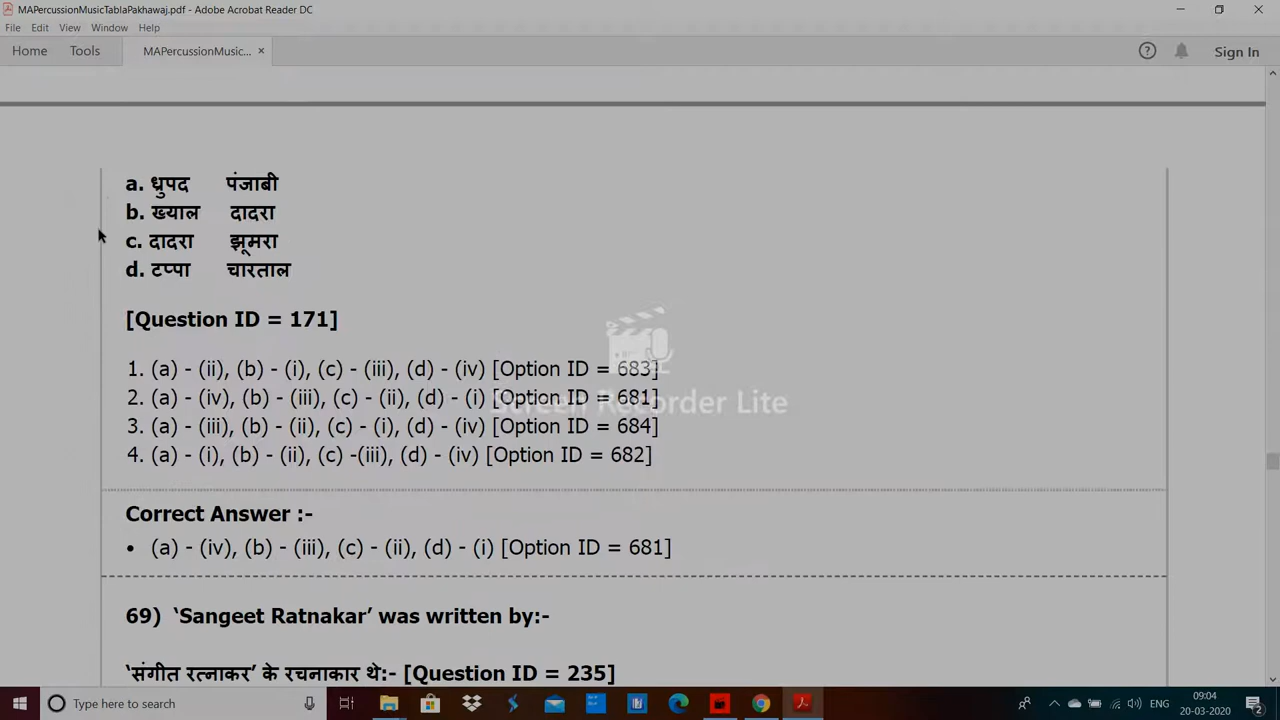 MAPercussionMusicTablaPakhawaj.pdf - Adobe Acrobat Reader DC
File Edit View Window Help
Home Tools MAPercussionMusic... × Sign In
a. ध्रुपद पंजाबी
b. ख्याल दादरा
c. दादरा झूमरा
d. टप्पा चारताल
[Question ID = 171]
1. (a) - (ii), (b) - (i), (c) - (iii), (d) - (iv) [Option ID = 683]
2. (a) - (iv), (b) - (iii), (c) - (ii), (d) - (i) [Option ID = 681]
3. (a) - (iii), (b) - (ii), (c) - (i), (d) - (iv) [Option ID = 684]
4. (a) - (i), (b) - (ii), (c) -(iii), (d) - (iv) [Option ID = 682]
Screen Recorder Lite
Correct Answer :-
• (a) - (iv), (b) - (iii), (c) - (ii), (d) - (i) [Option ID = 681]
69) ‘Sangeet Ratnakar’ was written by:-
‘संगीत रत्नाकर’ के रचनाकार थे:- [Question ID = 235]
Type here to search ENG 09:04
20-03-2020 2